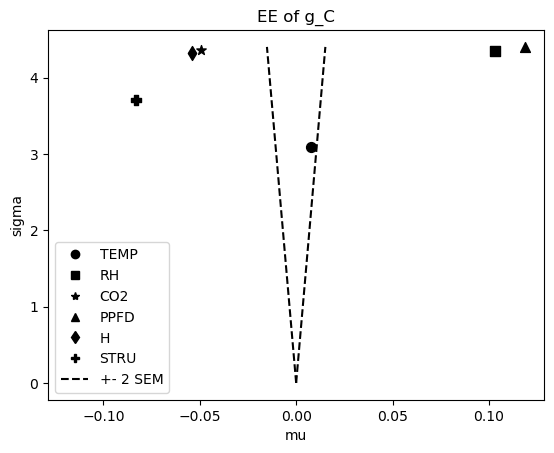 EE of g_C
sigma
4
3
2
1
0
TEMP
RH
CO2
PPFD
H
STRU
+- 2 SEM
−0.10
−0.05
0.00
0.05
0.10
mu